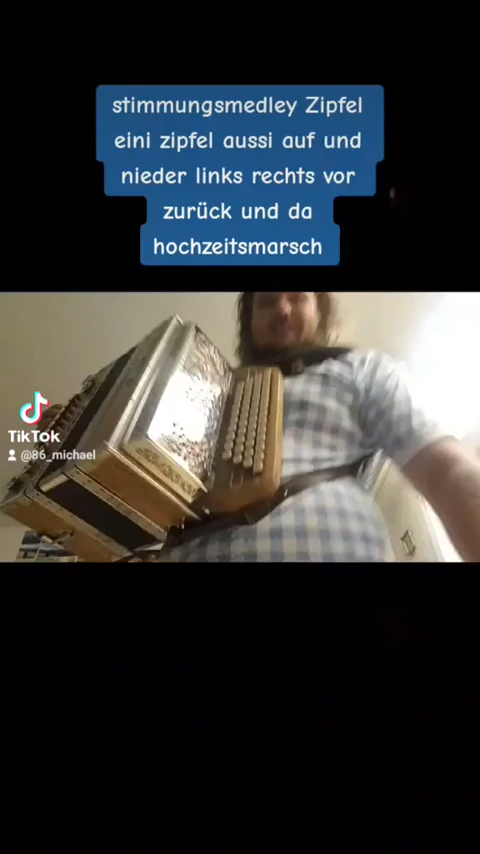 stimmungsmedley Zipfel
eini zipfel aussi auf und
nieder links rechts vor
zurück und da
hochzeitsmarsch
TikTok
@86_michael